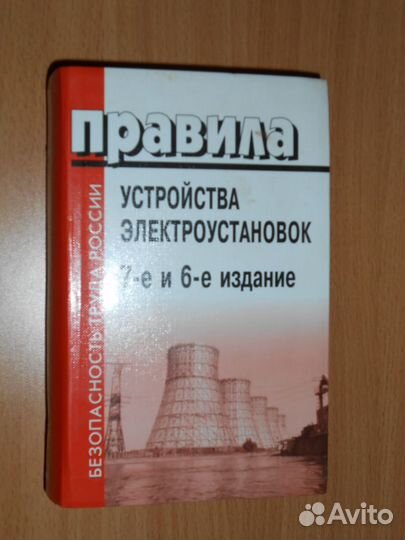 правила
УСТРОЙСТВА
ЭЛЕКТРОУСТАНОВОК
7-е и 6-е издание
БЕЗОПАСНОСТЬ ТРУДА РОССИИ
Avito